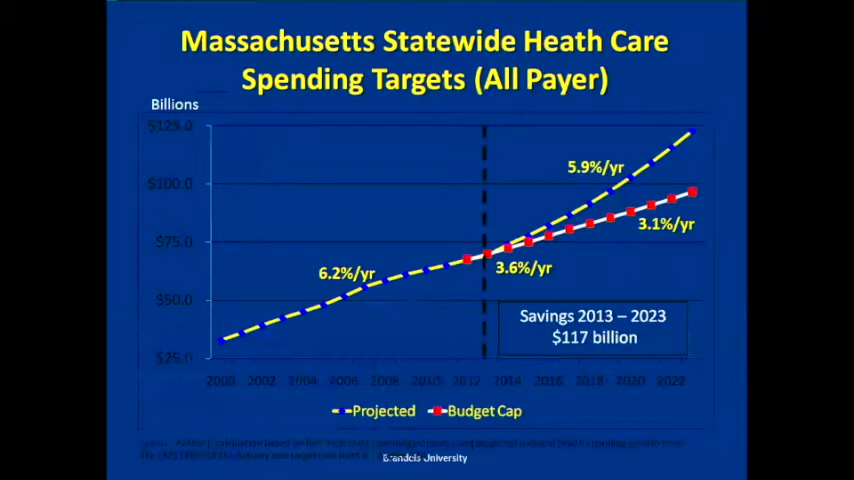 Massachusetts Statewide Heath Care
Spending Targets (All Payer)
Billions
$125.0
$100.0
$75.0
$50.0
$25.0
5.9%/yr
3.1%/yr
6.2%/yr
3.6%/yr
Savings 2013 – 2023
$117 billion
2000 2002 2004 2006 2008 2010 2012 2014 2016 2018 2020 2022
Projected Budget Cap
Brandeis University